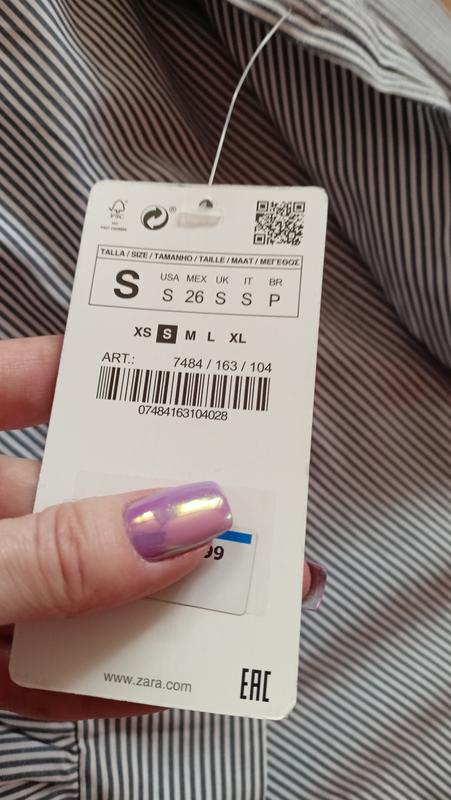 FSC
®
TALLA / SIZE / TAMANHO / TAILLE / MAAT / ΜΕΓΕΘΟΣ
S
USA MEX UK IT BR
S 26 S S P
XS S M L XL
ART.: 7484 / 163 / 104
07484163104028
99
www.zara.com
EAC